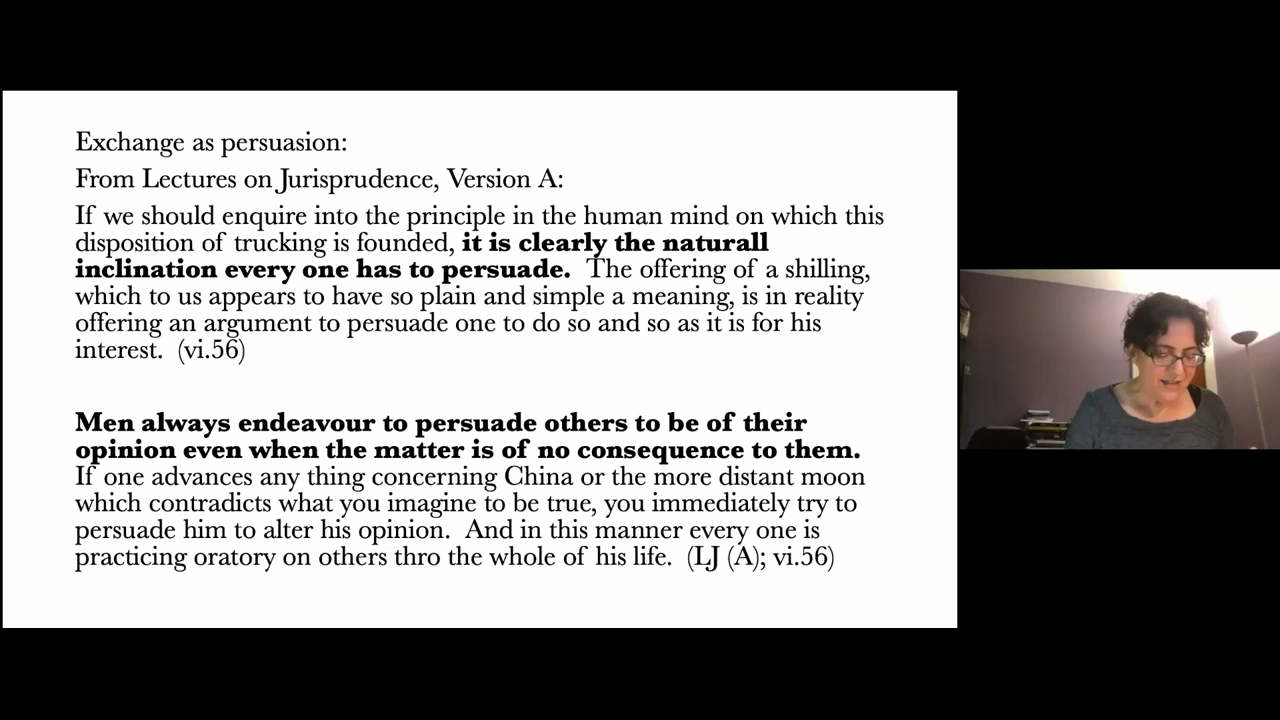 Exchange as persuasion:
From Lectures on Jurisprudence, Version A:
If we should enquire into the principle in the human mind on which this
disposition of trucking is founded, it is clearly the naturall
inclination every one has to persuade.  The offering of a shilling,
which to us appears to have so plain and simple a meaning, is in reality
offering an argument to persuade one to do so and so as it is for his
interest.  (vi.56)
Men always endeavour to persuade others to be of their
opinion even when the matter is of no consequence to them.
If one advances any thing concerning China or the more distant moon
which contradicts what you imagine to be true, you immediately try to
persuade him to alter his opinion.  And in this manner every one is
practicing oratory on others thro the whole of his life.  (LJ (A); vi.56)